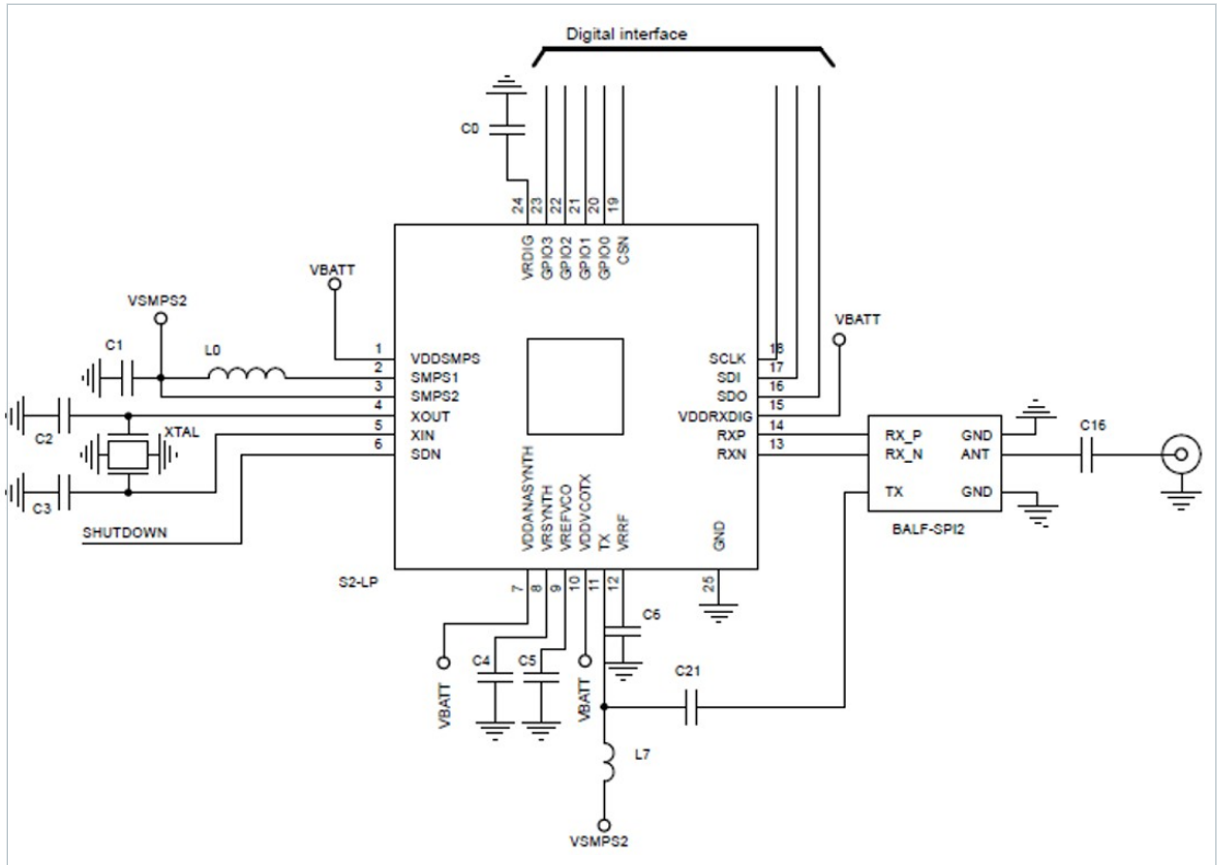 Digital interface
C0
24
23
22
21
20
19
VRDIG
GPIO3
GPIO2
GPIO1
GPIO0
CSN
VBATT
VSMPS2
C1
L0
1
2
3
4
5
6
VDDSMPS
SMPS1
SMPS2
XOUT
XIN
SDN
C2
XTAL
C3
SHUTDOWN
VBATT
18
17
16
15
14
13
SCLK
SDI
SDO
VDDRXDIG
RXP
RXN
RX_P
RX_N
TX
GND
ANT
GND
C16
BALF-SPI2
VDDANASYNTH
VRSYNTH
VREFVCO
VDDVCOTX
TX
VRRF
GND
S2-LP
7
8
9
10
11
12
25
C6
VBATT
C4
C5
VBATT
C21
L7
VSMPS2